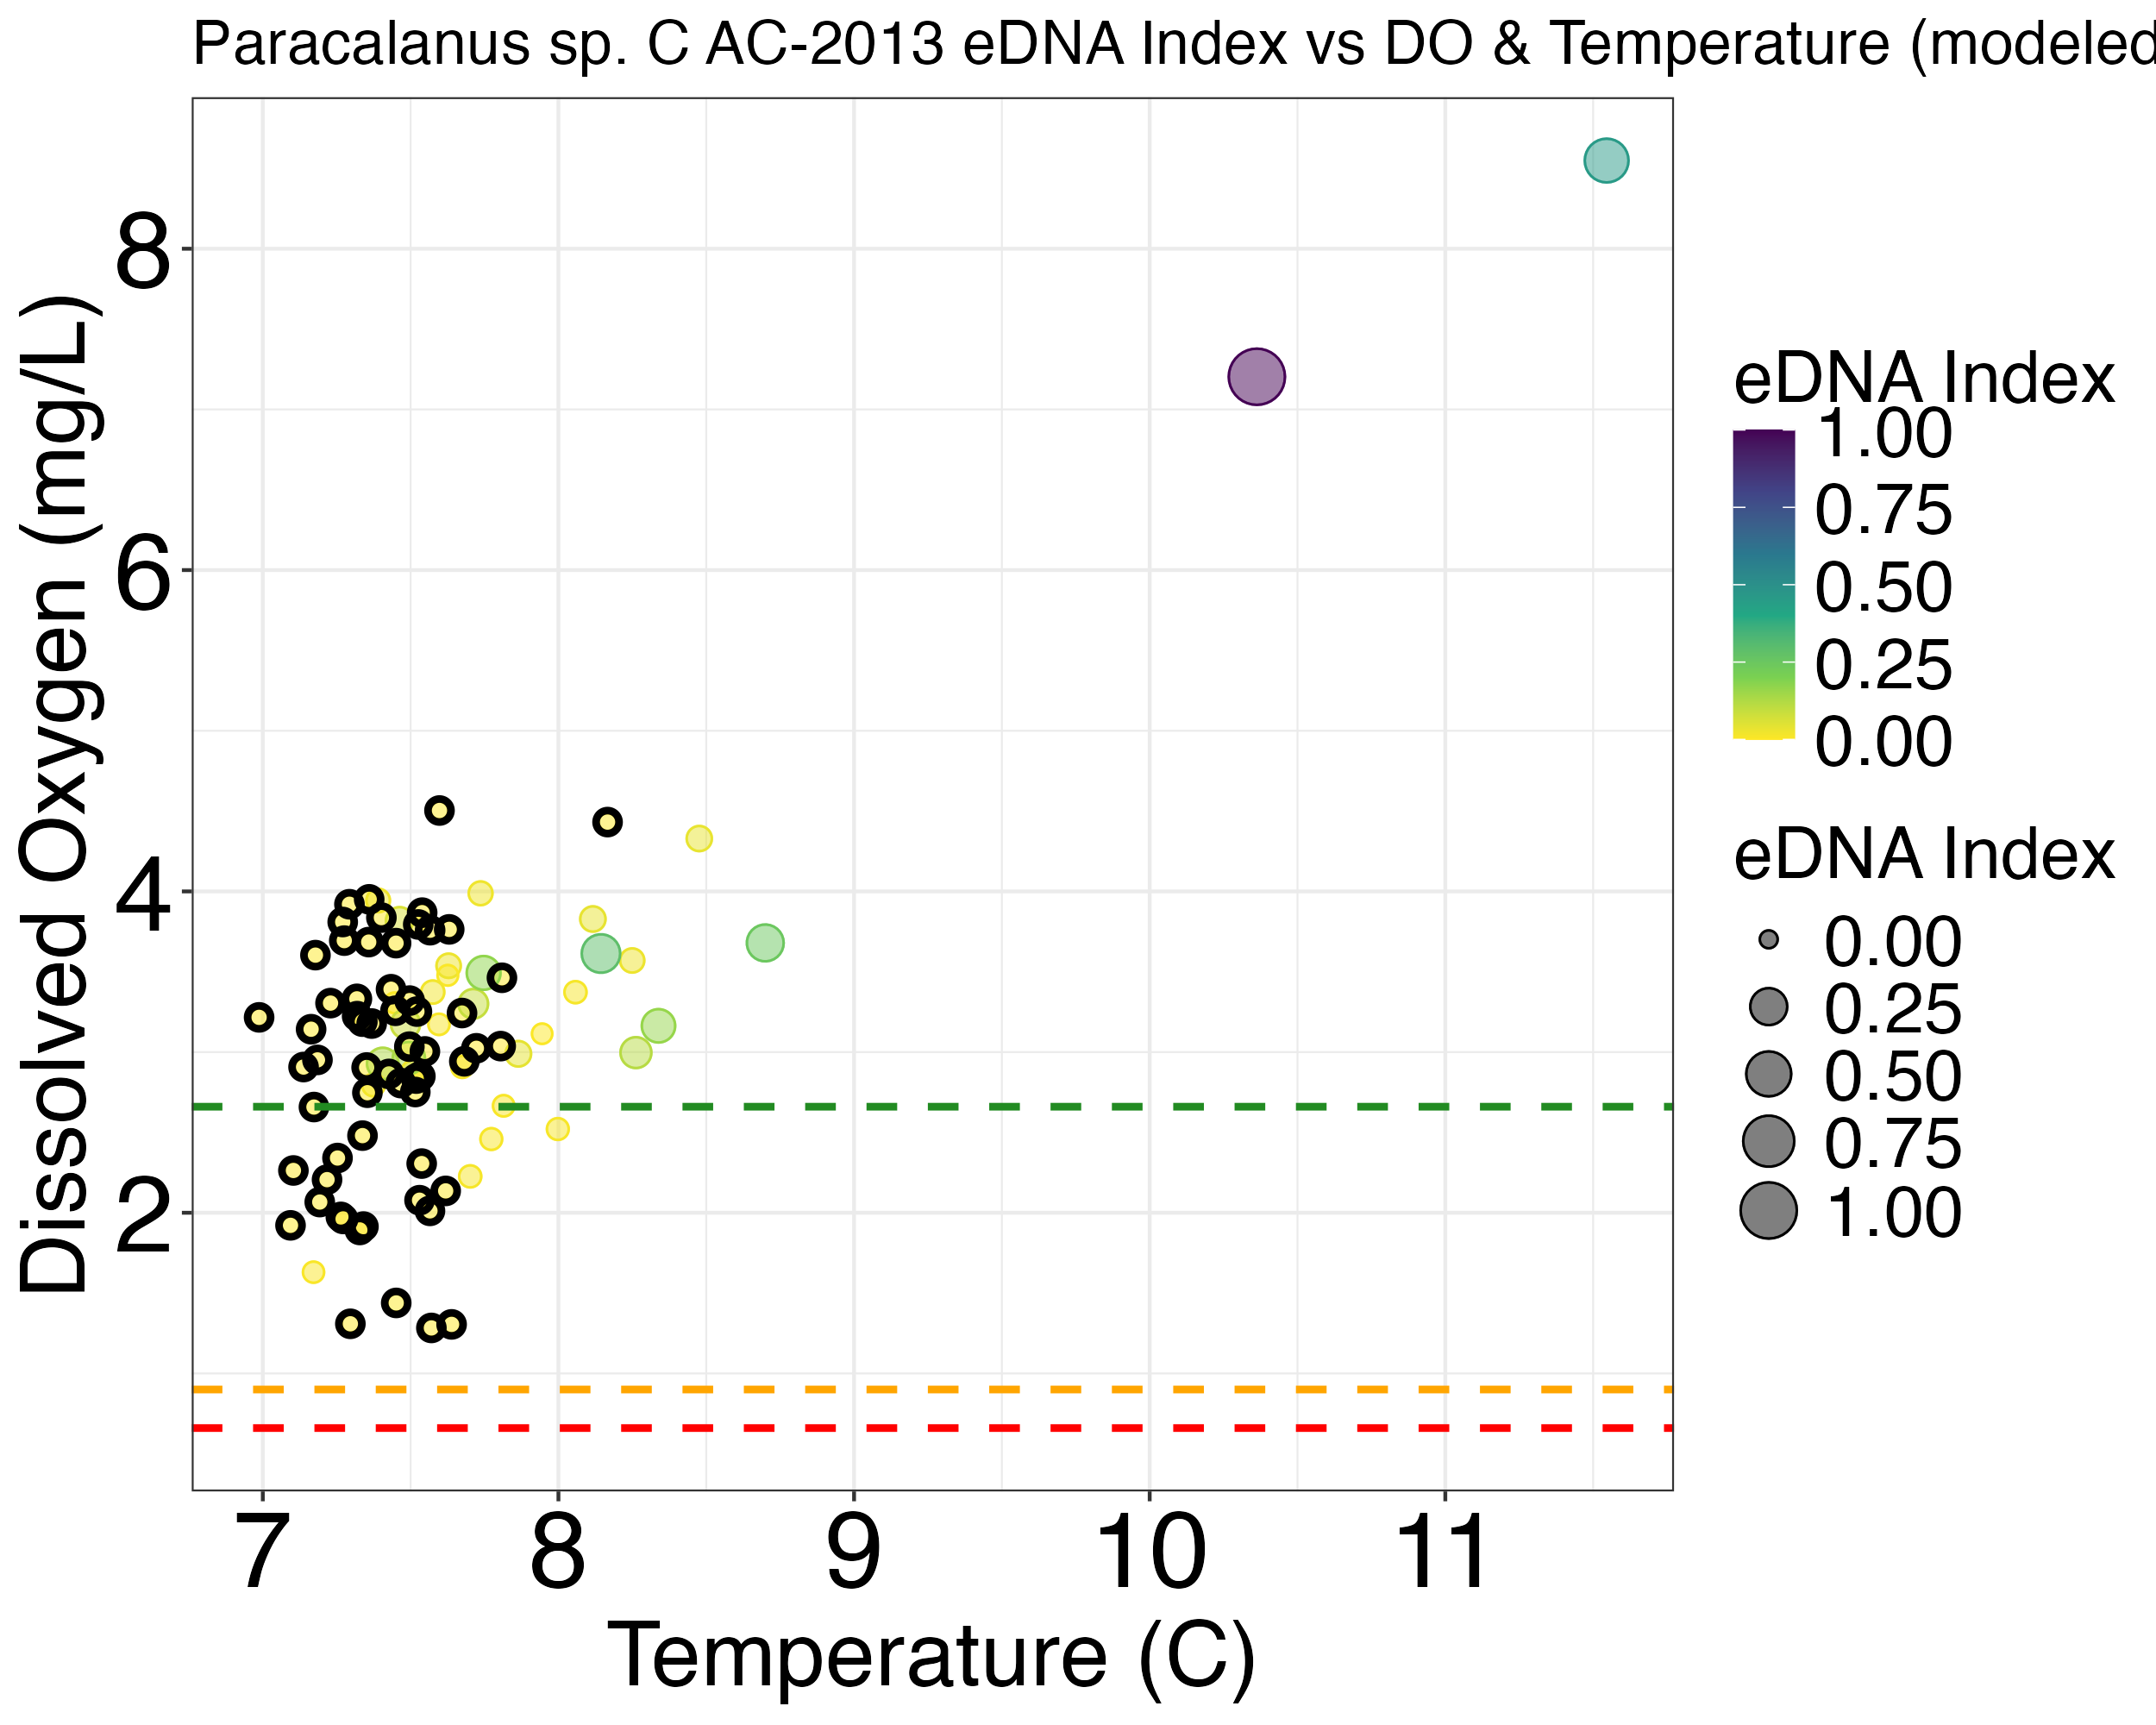 Paracalanus sp. C AC-2013 eDNA Index vs DO & Temperature (modeled
Dissolved Oxygen (mg/L)
8
6
4
2
7 8 9 10 11
Temperature (C)
eDNA Index
1.00
0.75
0.50
0.25
0.00
eDNA Index
0.00
0.25
0.50
0.75
1.00